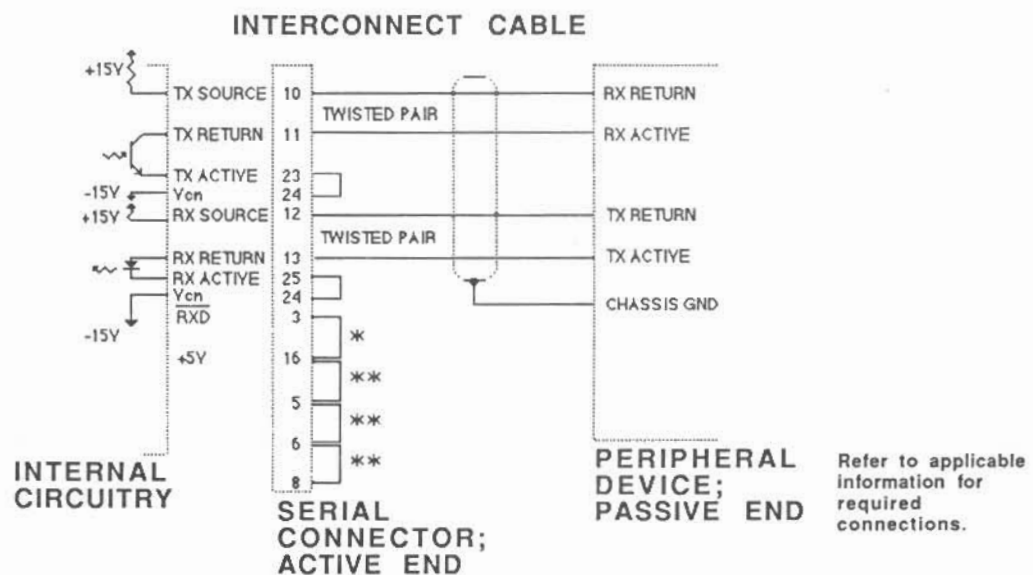 INTERCONNECT CABLE
+15V
TX SOURCE 10 RX RETURN
TWISTED PAIR
TX RETURN 11 RX ACTIVE
TX ACTIVE 23
-15V Vcn 24
+15V RX SOURCE 12 TX RETURN
TWISTED PAIR
RX RETURN 13 TX ACTIVE
RX ACTIVE 25
Vcn 24 CHASSIS GND
RXD 3
-15V
*
+5V 16
**
5
**
6
**
8
INTERNAL
CIRCUITRY
SERIAL
CONNECTOR;
ACTIVE END
PERIPHERAL
DEVICE;
PASSIVE END
Refer to applicable
information for
required
connections.